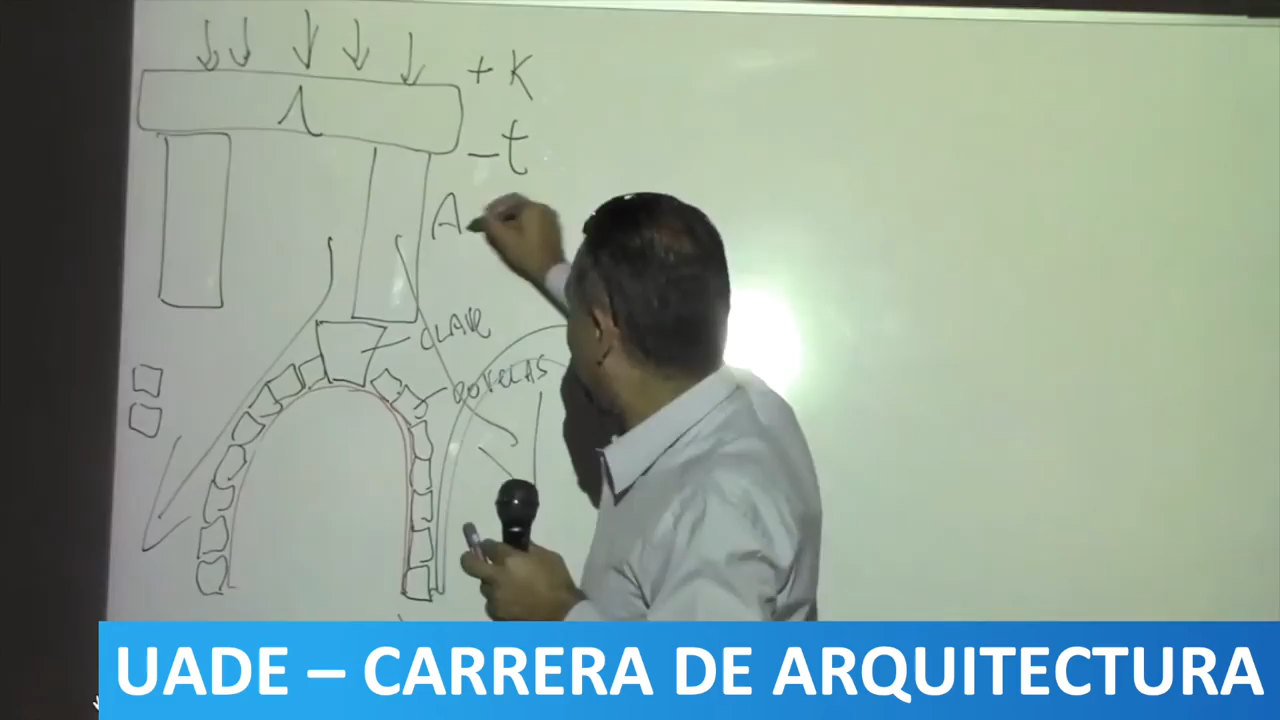 + K
- t
A
CLAVE
DOVELAS
UADE – CARRERA DE ARQUITECTURA